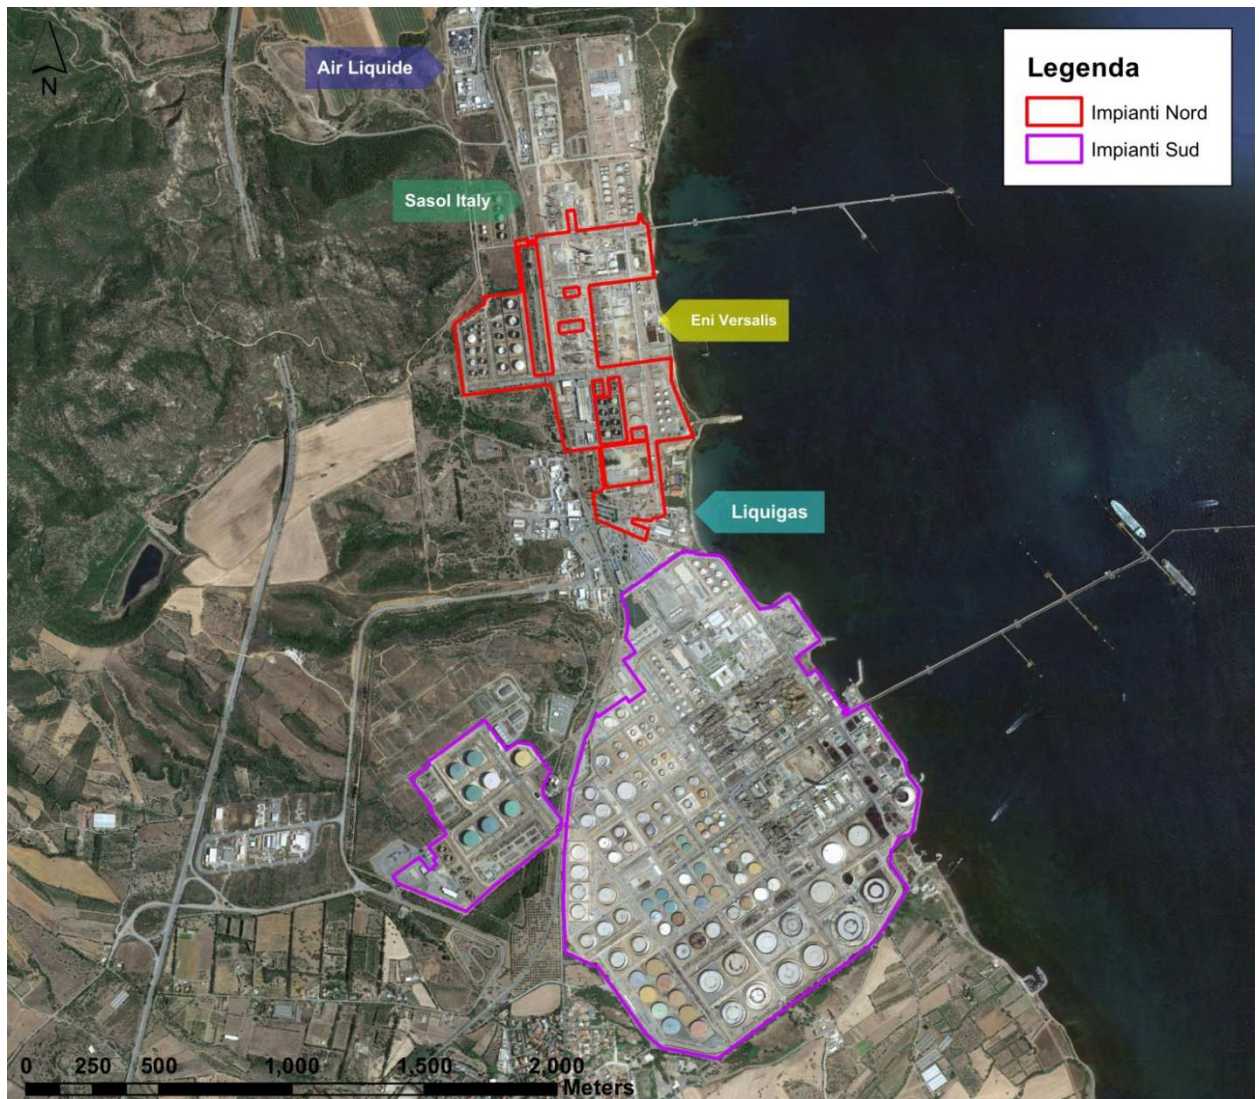 N
Air Liquide
Legenda
Impianti Nord
Impianti Sud
Sasol Italy
Eni Versalis
Liquigas
0 250 500 1,000 1,500 2,000
Meters